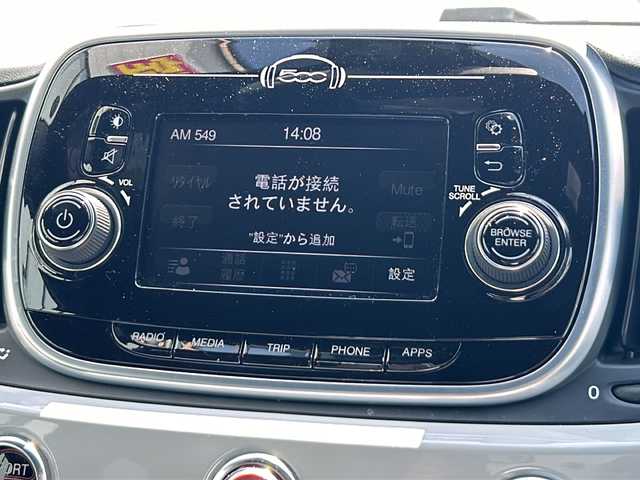 500
AM 549 14:08
VOL
TUNE
SCROLL
リダイヤル
電話が接続
されていません。
Mute
終了
転送
"設定"から追加
通話
履歴
設定
BROWSE
ENTER
RADIO MEDIA TRIP PHONE APPS
0